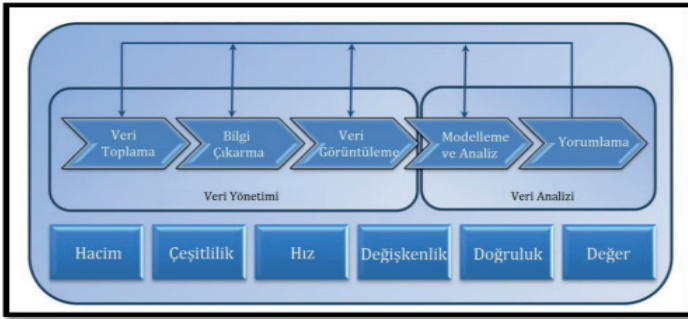 Veri
Toplama
Bilgi
Çıkarma
Veri
Görüntüleme
Modelleme
ve Analiz
Yorumlama
Veri Yönetimi
Veri Analizi
Hacim
Çeşitlilik
Hız
Değişkenlik
Doğruluk
Değer